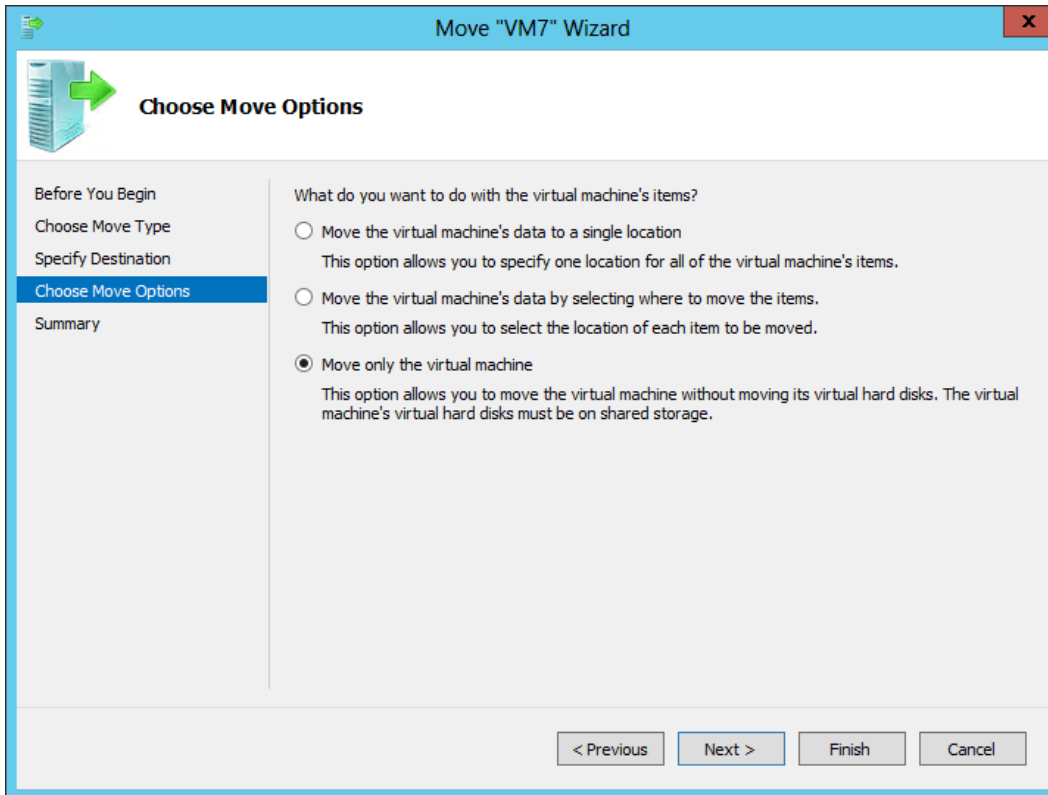 Move "VM7" Wizard
x
Choose Move Options
Before You Begin
Choose Move Type
Specify Destination
Choose Move Options
Summary
What do you want to do with the virtual machine's items?
Move the virtual machine's data to a single location
This option allows you to specify one location for all of the virtual machine's items.
Move the virtual machine's data by selecting where to move the items.
This option allows you to select the location of each item to be moved.
Move only the virtual machine
This option allows you to move the virtual machine without moving its virtual hard disks. The virtual
machine's virtual hard disks must be on shared storage.
< Previous
Next >
Finish
Cancel